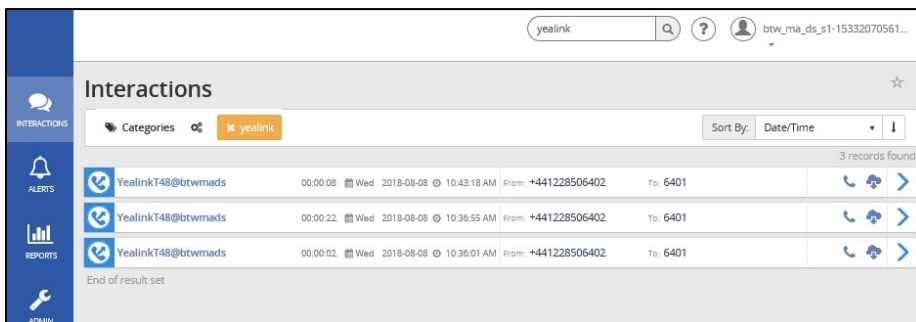 yealink ? btw_ma_ds_s1-15332070561...
Interactions
INTERACTIONS
Categories yealink Sort By: Date/Time
3 records found
ALERTS
YealinkT48@btwmads 00:00:08 Wed 2018-08-08 10:43:18 AM From: +441228506402 To: 6401
YealinkT48@btwmads 00:00:22 Wed 2018-08-08 10:36:55 AM From: +441228506402 To: 6401
REPORTS
YealinkT48@btwmads 00:00:02 Wed 2018-08-08 10:36:01 AM From: +441228506402 To: 6401
End of result set
ADMIN